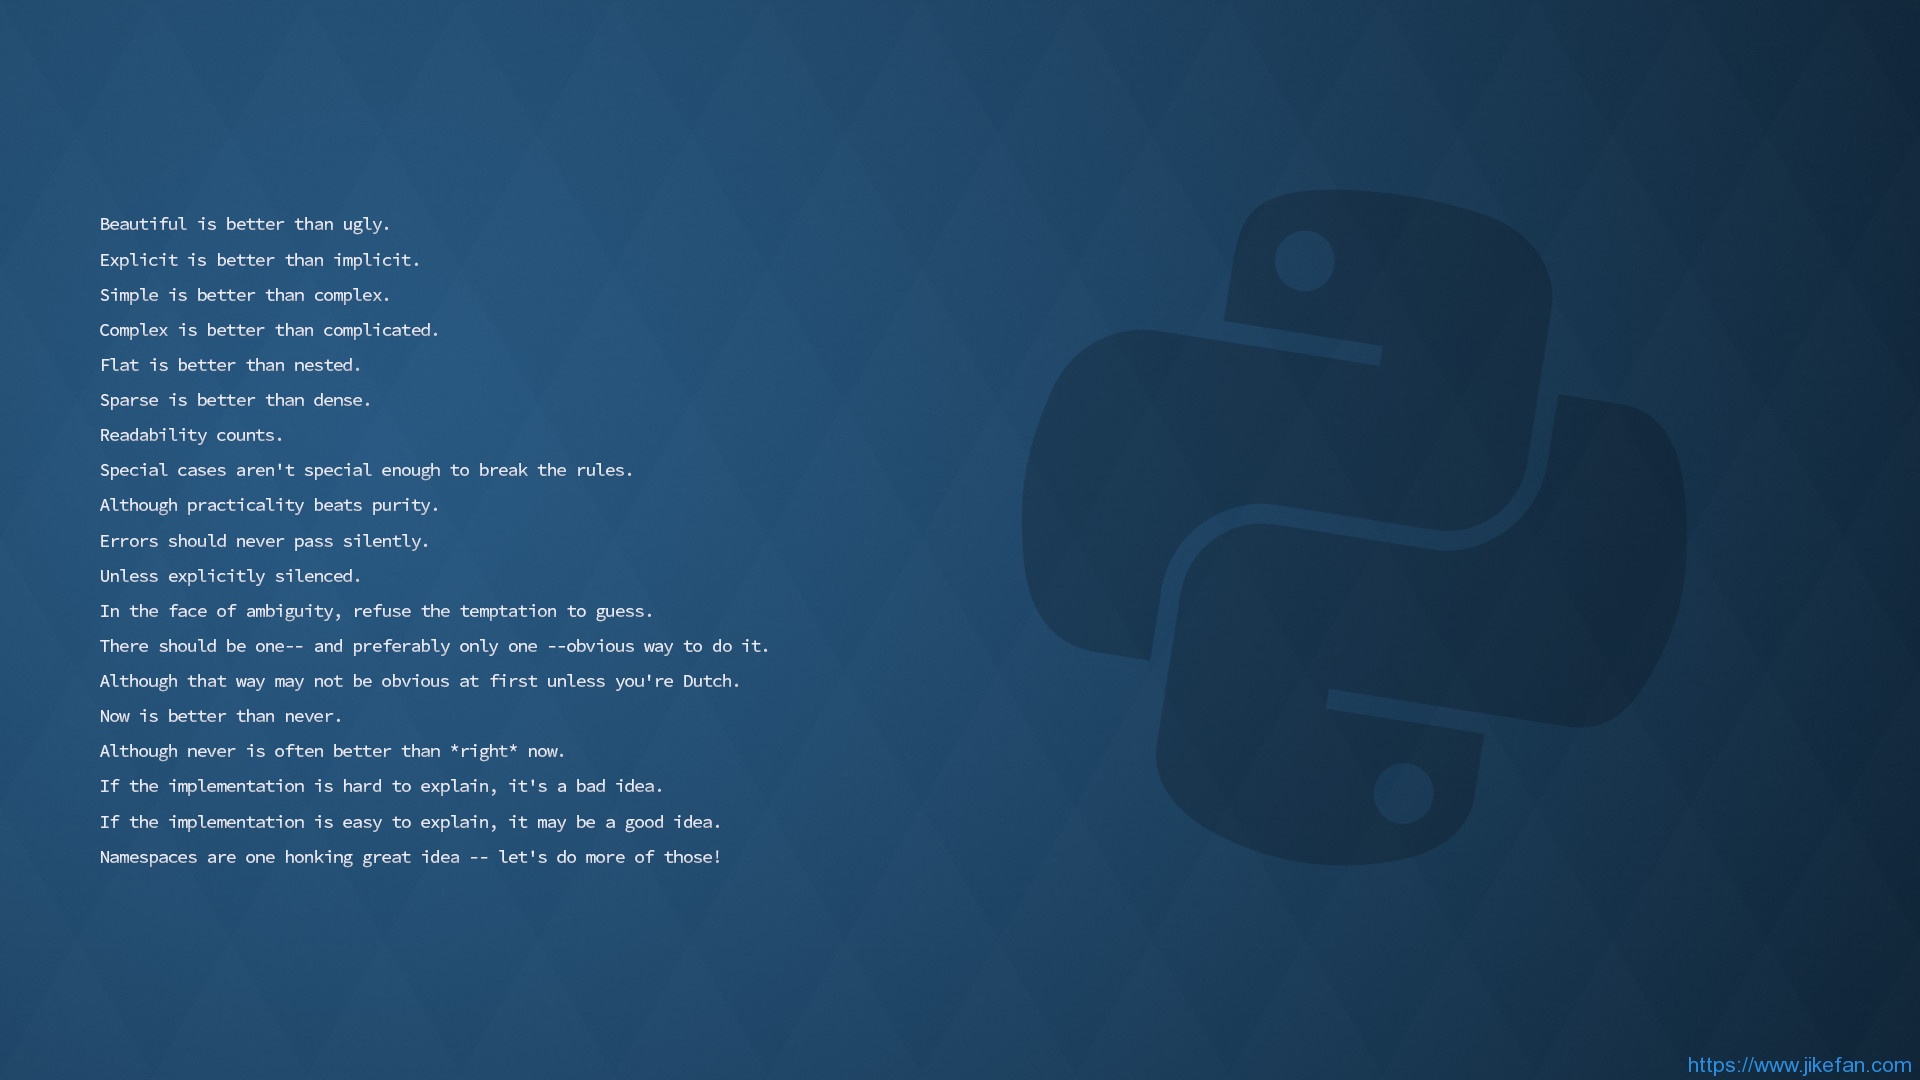 Beautiful is better than ugly.
Explicit is better than implicit.
Simple is better than complex.
Complex is better than complicated.
Flat is better than nested.
Sparse is better than dense.
Readability counts.
Special cases aren't special enough to break the rules.
Although practicality beats purity.
Errors should never pass silently.
Unless explicitly silenced.
In the face of ambiguity, refuse the temptation to guess.
There should be one-- and preferably only one --obvious way to do it.
Although that way may not be obvious at first unless you're Dutch.
Now is better than never.
Although never is often better than *right* now.
If the implementation is hard to explain, it's a bad idea.
If the implementation is easy to explain, it may be a good idea.
Namespaces are one honking great idea -- let's do more of those!
https://www.jikefan.com